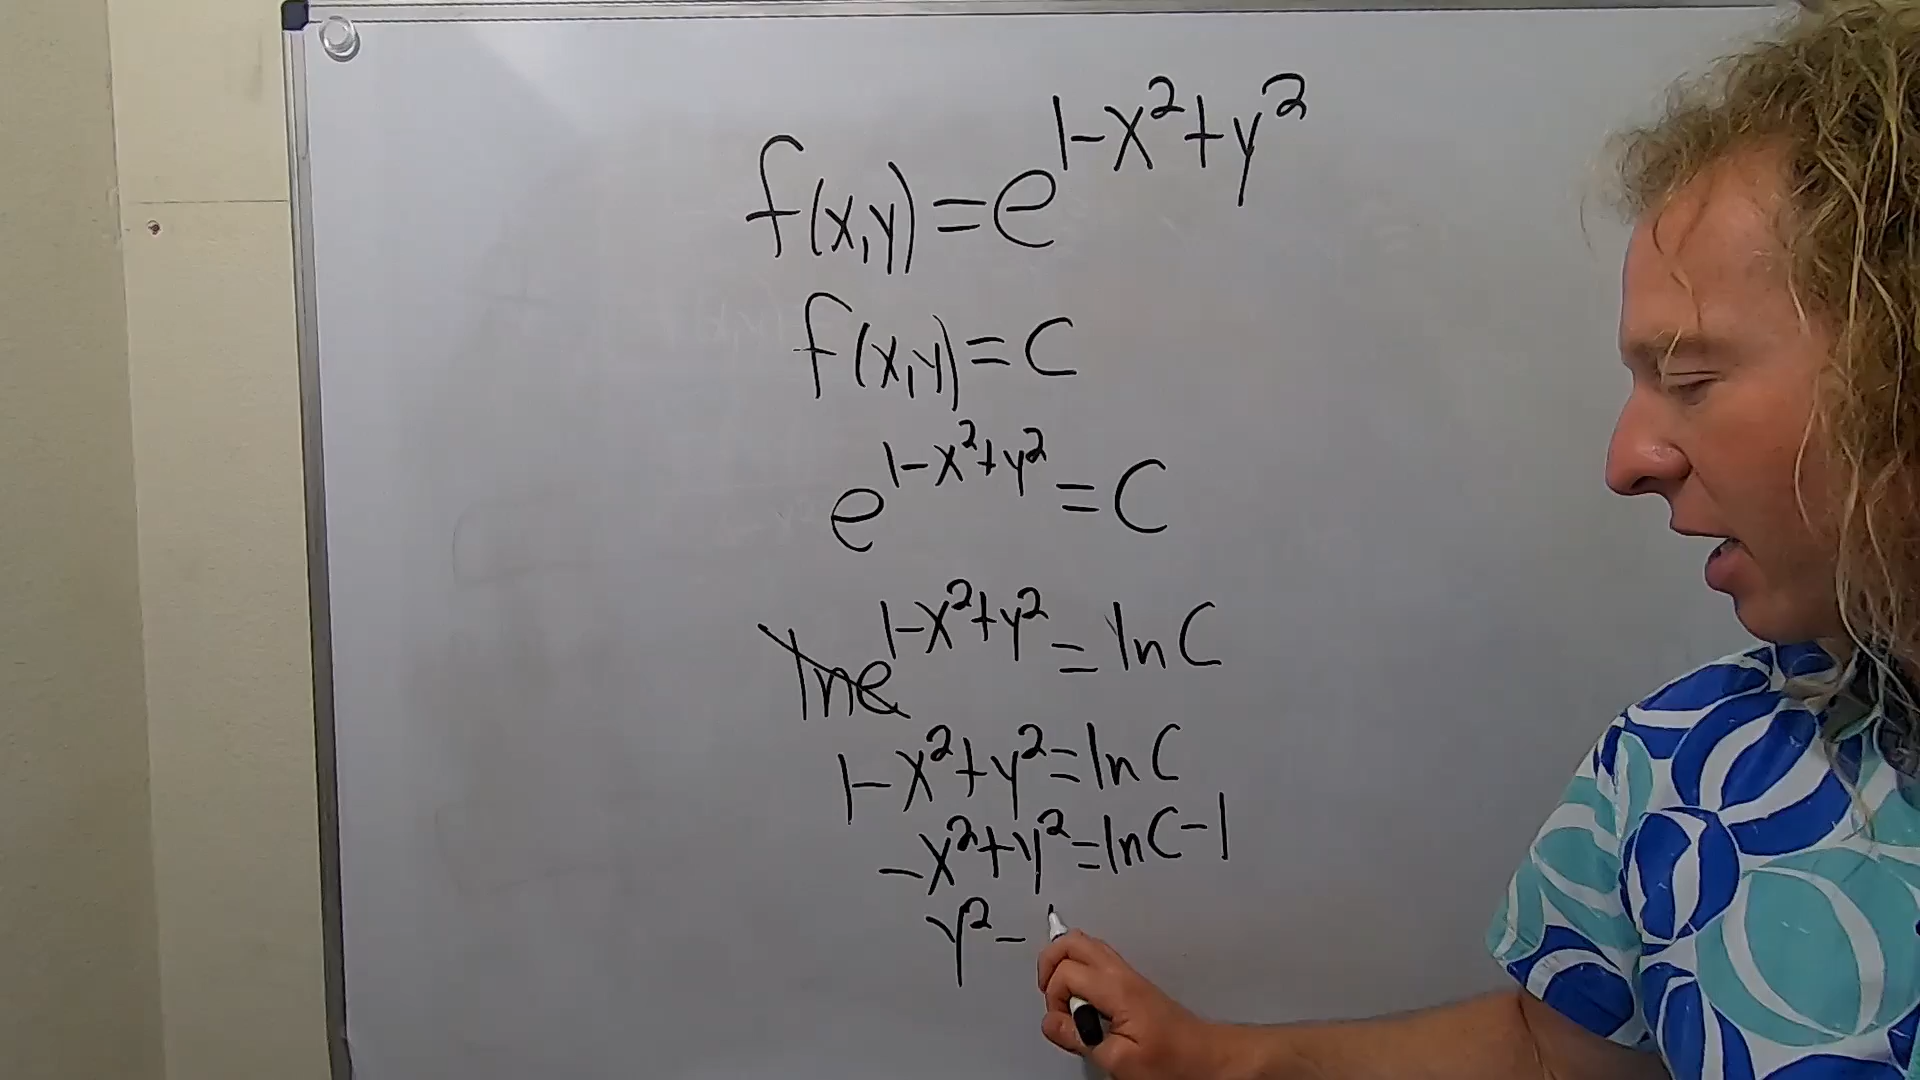 f(x,y)=e^{1-x^2+y^2}
f(x,y)=C
e^{1-x^2+y^2}=C
lne^{1-x^2+y^2}=lnC
1-x^2+y^2=lnC
-x^2+y^2=lnC-1
y^2-